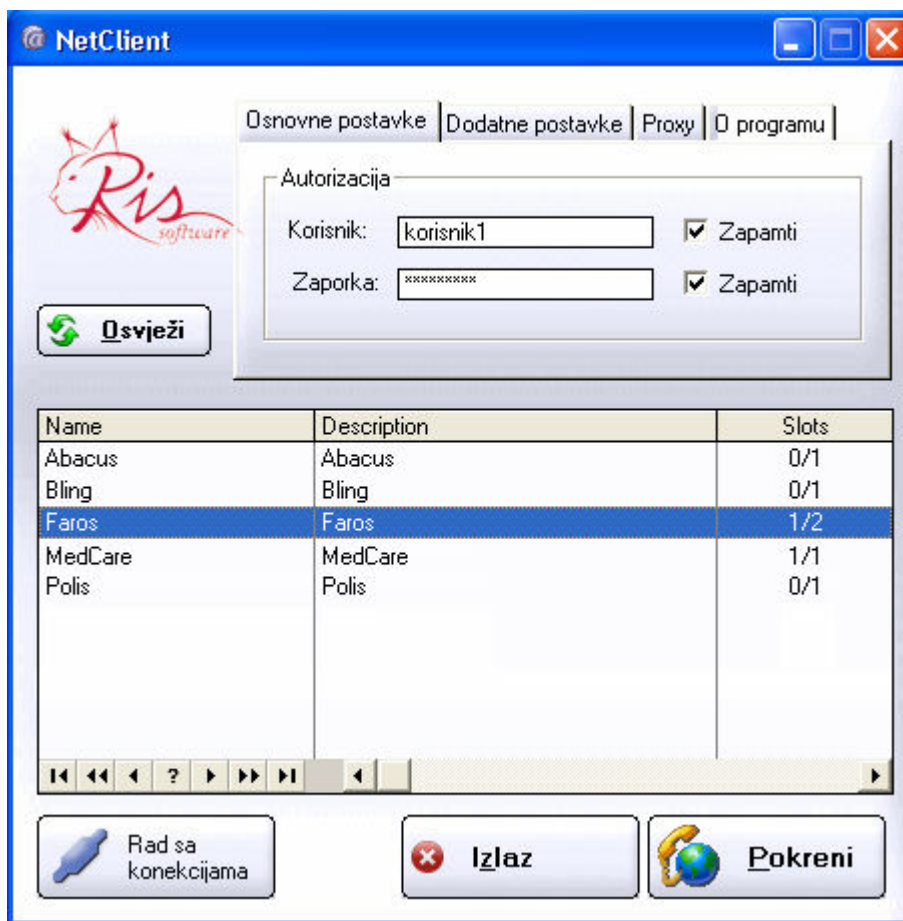 NetClient
Osnovne postavke Dodatne postavke Proxy O programu
Ris
software
Autorizacija
Korisnik: korisnik1 Zapamti
Zaporka: ********* Zapamti
Osvježi
Name Description Slots
Abacus Abacus 0/1
Bling Bling 0/1
Faros Faros 1/2
MedCare MedCare 1/1
Polis Polis 0/1
?
Rad sa
konekcijama
Izlaz
Pokreni